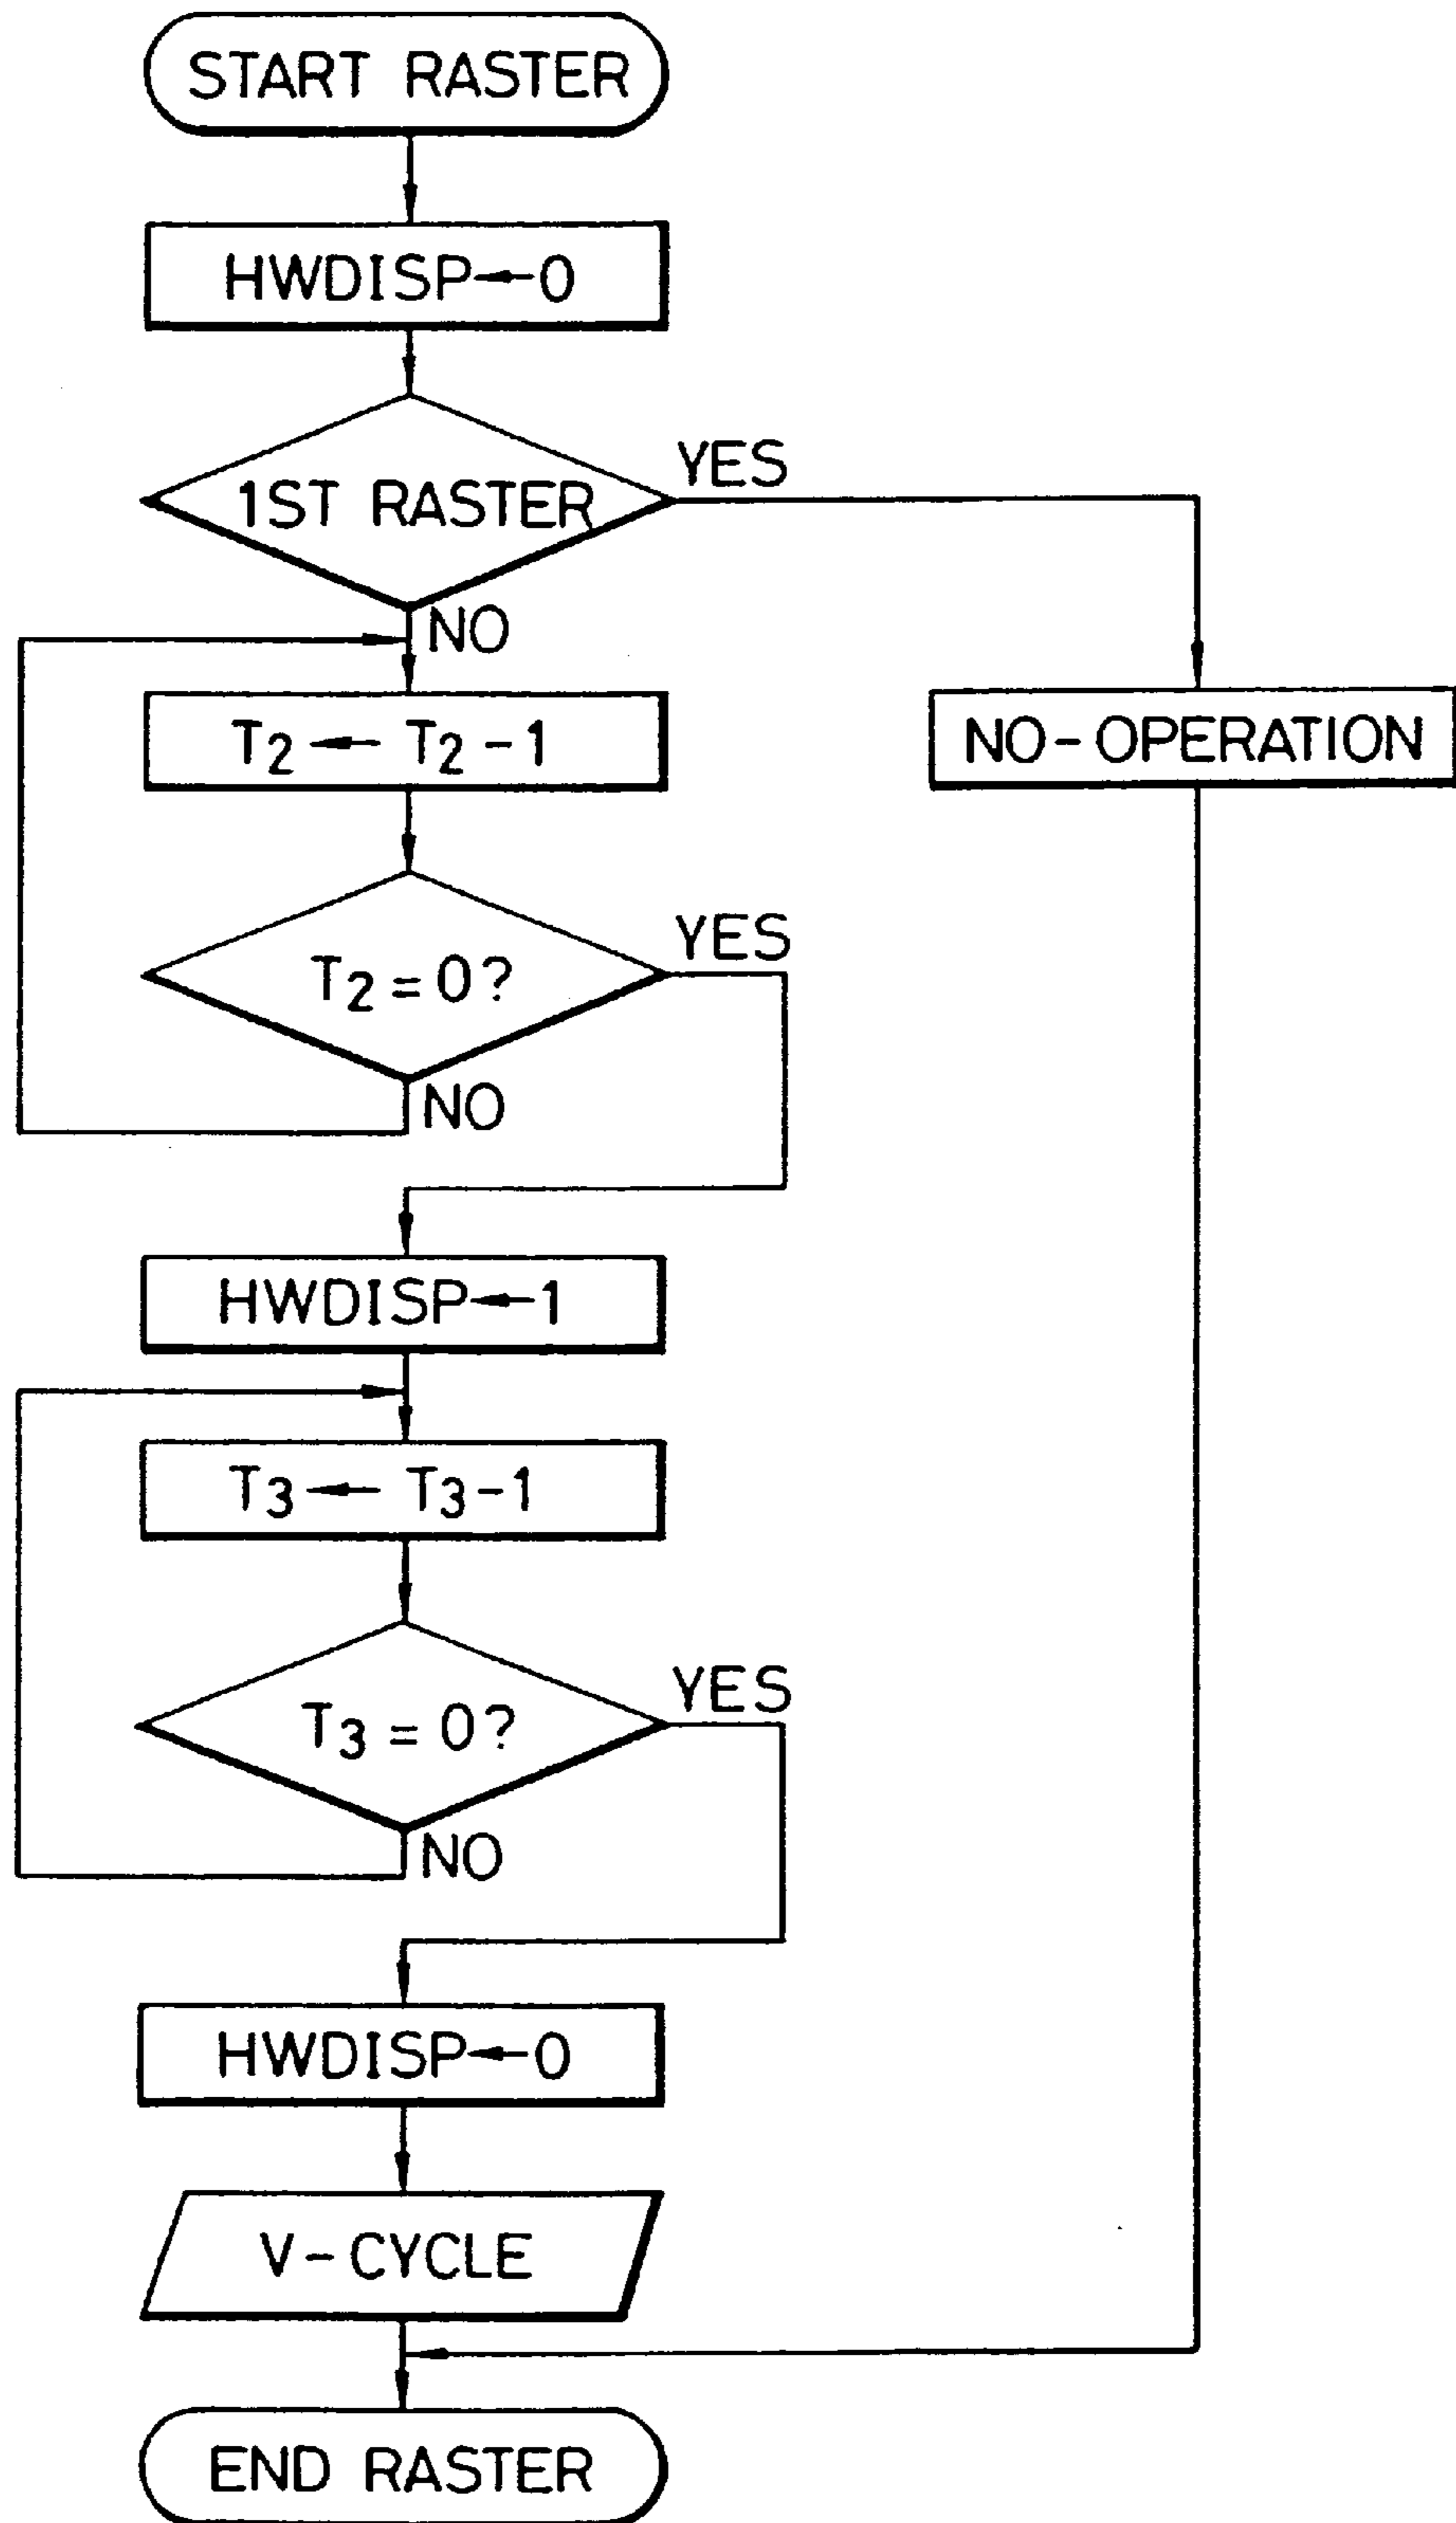 START RASTER
HWDISP←0
1ST RASTER
YES
NO
T2 ← T2-1
NO-OPERATION
T2=0?
YES
NO
HWDISP←1
T3 ← T3-1
T3=0?
YES
NO
HWDISP←0
V-CYCLE
END RASTER